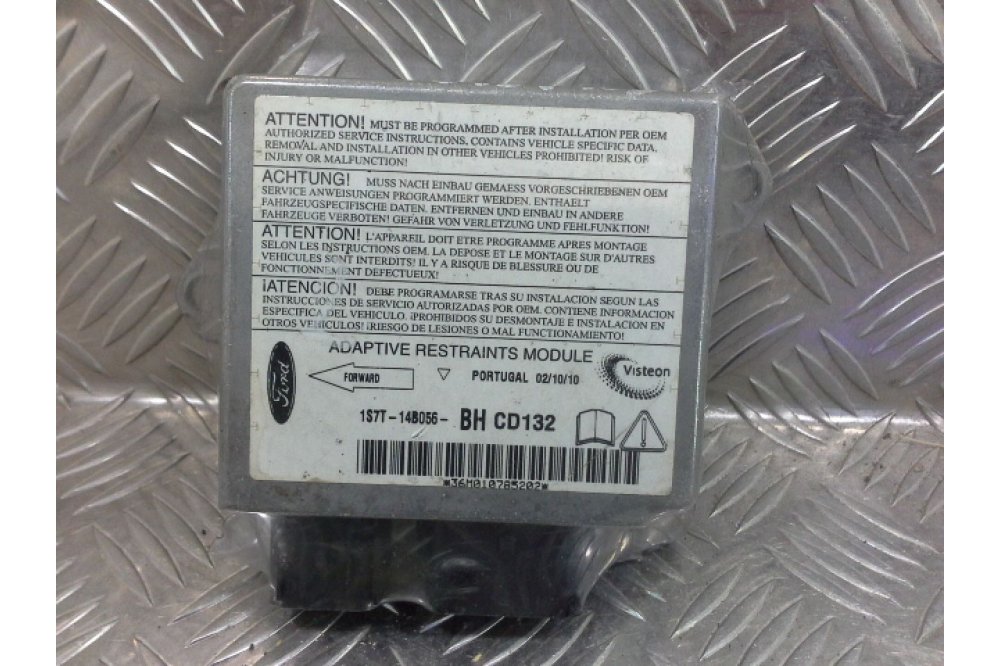 ATTENTION! MUST BE PROGRAMMED AFTER INSTALLATION PER OEM
AUTHORIZED SERVICE INSTRUCTIONS. CONTAINS VEHICLE SPECIFIC DATA.
REMOVAL AND INSTALLATION IN OTHER VEHICLES PROHIBITED! RISK OF
INJURY OR MALFUNCTION!
ACHTUNG! MUSS NACH EINBAU GEMAESS VORGESCHRIEBENEN OEM
SERVICE ANWEISUNGEN PROGRAMMIERT WERDEN. ENTHAELT
FAHRZEUGSPEZIFISCHE DATEN. ENTFERNEN UND EINBAU IN ANDERE
FAHRZEUGE VERBOTEN! GEFAHR VON VERLETZUNG UND FEHLFUNKTION!
ATTENTION! L'APPAREIL DOIT ETRE PROGRAMME APRES MONTAGE
SELON LES INSTRUCTIONS OEM. LA DEPOSE ET LE MONTAGE SUR D'AUTRES
VEHICULES SONT INTERDITS! IL Y A RISQUE DE BLESSURE OU DE
FONCTIONNEMENT DEFECTUEUX!
¡ATENCION! DEBE PROGRAMARSE TRAS SU INSTALACION SEGUN LAS
INSTRUCCIONES DE SERVICIO AUTORIZADAS POR OEM. CONTIENE INFORMACION
ESPECIFICA DEL VEHICULO. ¡PROHIBIDOS SU DESMONTAJE E INSTALACION EN
OTROS VEHICULOS! ¡RIESGO DE LESIONES O MAL FUNCIONAMIENTO!
ADAPTIVE RESTRAINTS MODULE
Ford
FORWARD
PORTUGAL 02/10/10
Visteon
1S7T-14B056- BH CD132
*36H010785202*